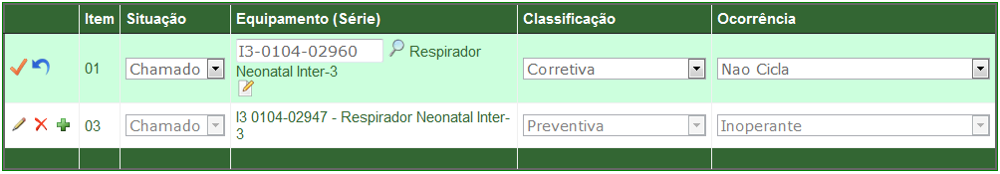 Item Situação Equipamento (Série) Classificação Ocorrência
01 Chamado I3-0104-02960 Respirador Neonatal Inter-3 Corretiva Nao Cicla
03 Chamado I3 0104-02947 - Respirador Neonatal Inter-3 Preventiva Inoperante